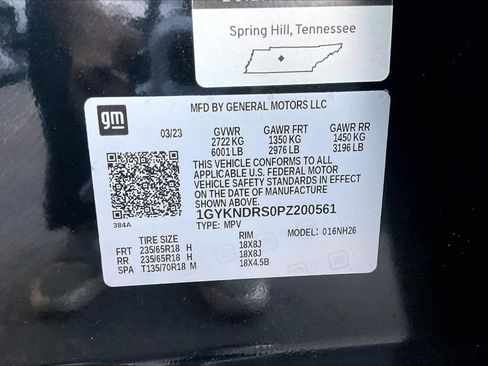 Spring Hill, Tennessee
gm
MFD BY GENERAL MOTORS LLC
03/23 GVWR GAWR FRT GAWR RR
2722 KG 1350 KG 1450 KG
6001 LB 2976 LB 3196 LB
THIS VEHICLE CONFORMS TO ALL
APPLICABLE U.S. FEDERAL MOTOR
VEHICLE SAFETY STANDARDS IN EFFECT
ON THE DATE OF MANUFACTURE
SHOWN ABOVE.
384A
1GYKNDRS0PZ200561
TYPE: MPV
TIRE SIZE RIM MODEL: 016NH26
FRT 235/65R18 H 18X8J
RR 235/65R18 H 18X8J
SPA T135/70R18 M 18X4.5B